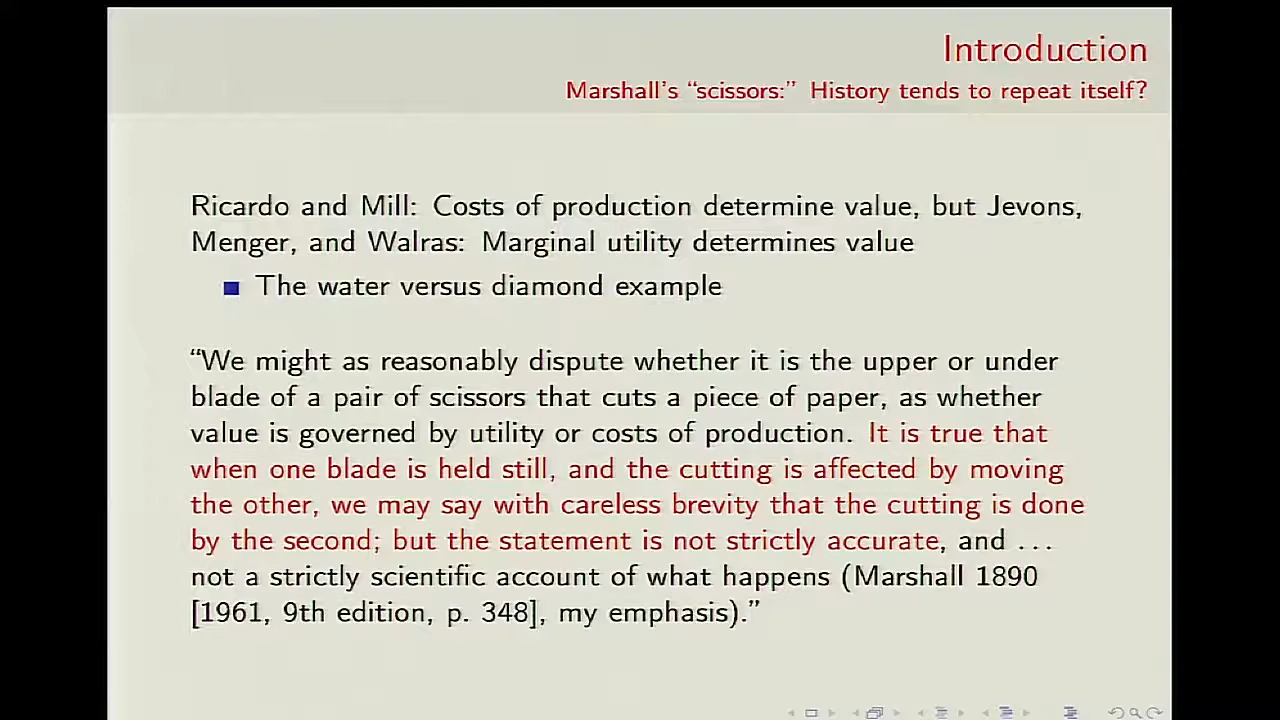 Introduction
Marshall's “scissors:” History tends to repeat itself?
Ricardo and Mill: Costs of production determine value, but Jevons,
Menger, and Walras: Marginal utility determines value
The water versus diamond example
“We might as reasonably dispute whether it is the upper or under
blade of a pair of scissors that cuts a piece of paper, as whether
value is governed by utility or costs of production. It is true that
when one blade is held still, and the cutting is affected by moving
the other, we may say with careless brevity that the cutting is done
by the second; but the statement is not strictly accurate, and ...
not a strictly scientific account of what happens (Marshall 1890
[1961, 9th edition, p. 348], my emphasis).”